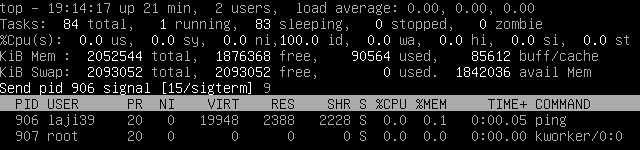 top - 19:14:17 up 21 min,  2 users,  load average: 0.00, 0.00, 0.00
Tasks:  84 total,   1 running,  83 sleeping,   0 stopped,   0 zombie
%Cpu(s):  0.0 us,  0.0 sy,  0.0 ni,100.0 id,  0.0 wa,  0.0 hi,  0.0 si,  0.0 st
KiB Mem :  2052544 total,  1876368 free,    90564 used,    85612 buff/cache
KiB Swap:  2093052 total,  2093052 free,        0 used.  1842036 avail Mem
Send pid 906 signal [15/sigterm] 9
  PID USER      PR  NI    VIRT    RES    SHR S %CPU %MEM     TIME+ COMMAND
  906 laji39    20   0   19948   2388   2228 S  0.0  0.1   0:00.05 ping
  907 root      20   0       0      0      0 S  0.0  0.0   0:00.00 kworker/0:0